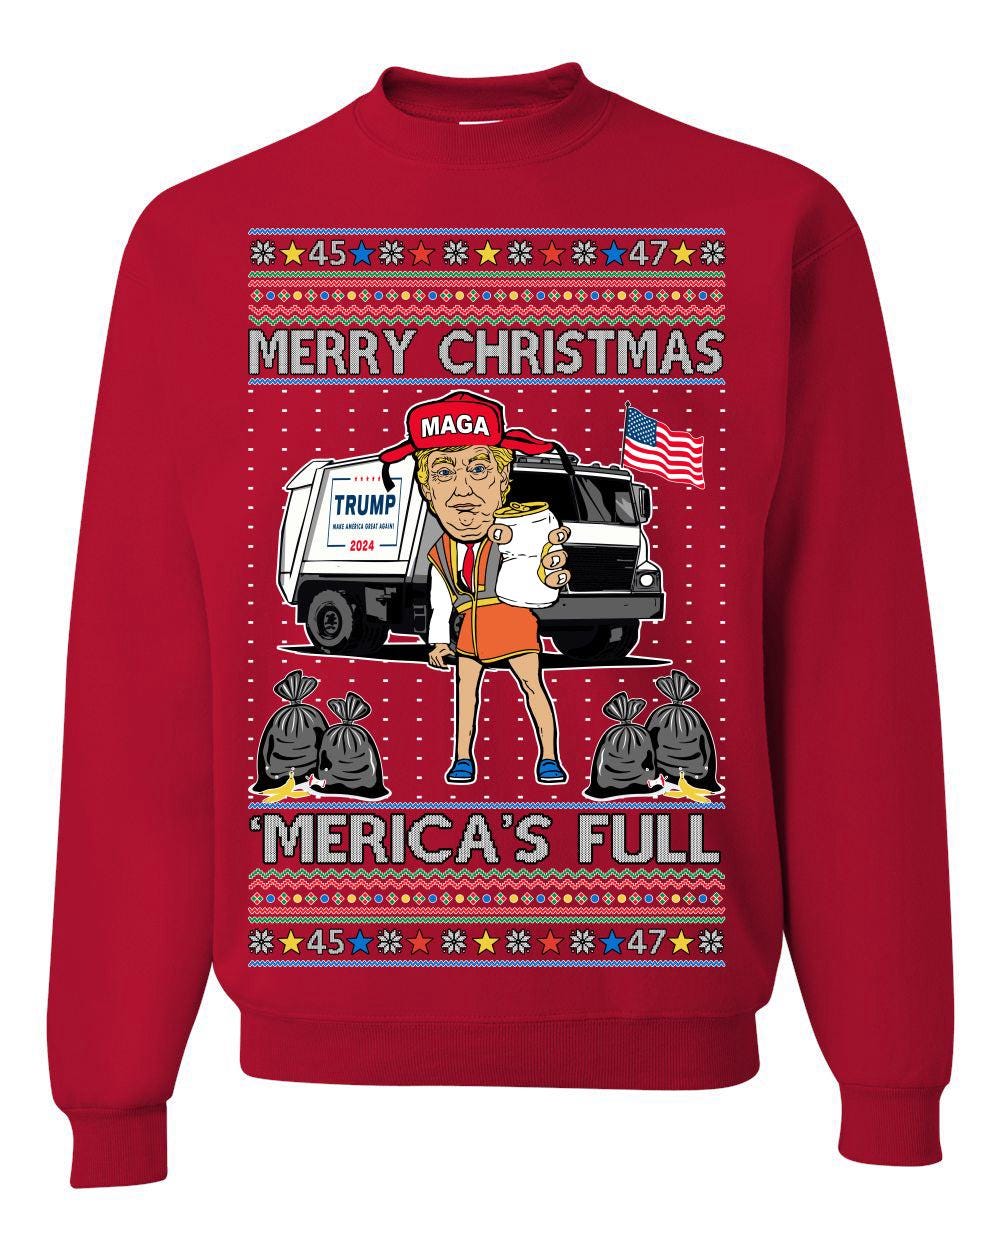 45 47
MERRY CHRISTMAS
MAGA
TRUMP
MAKE AMERICA GREAT AGAIN!
2024
'MERICA'S FULL
45 47